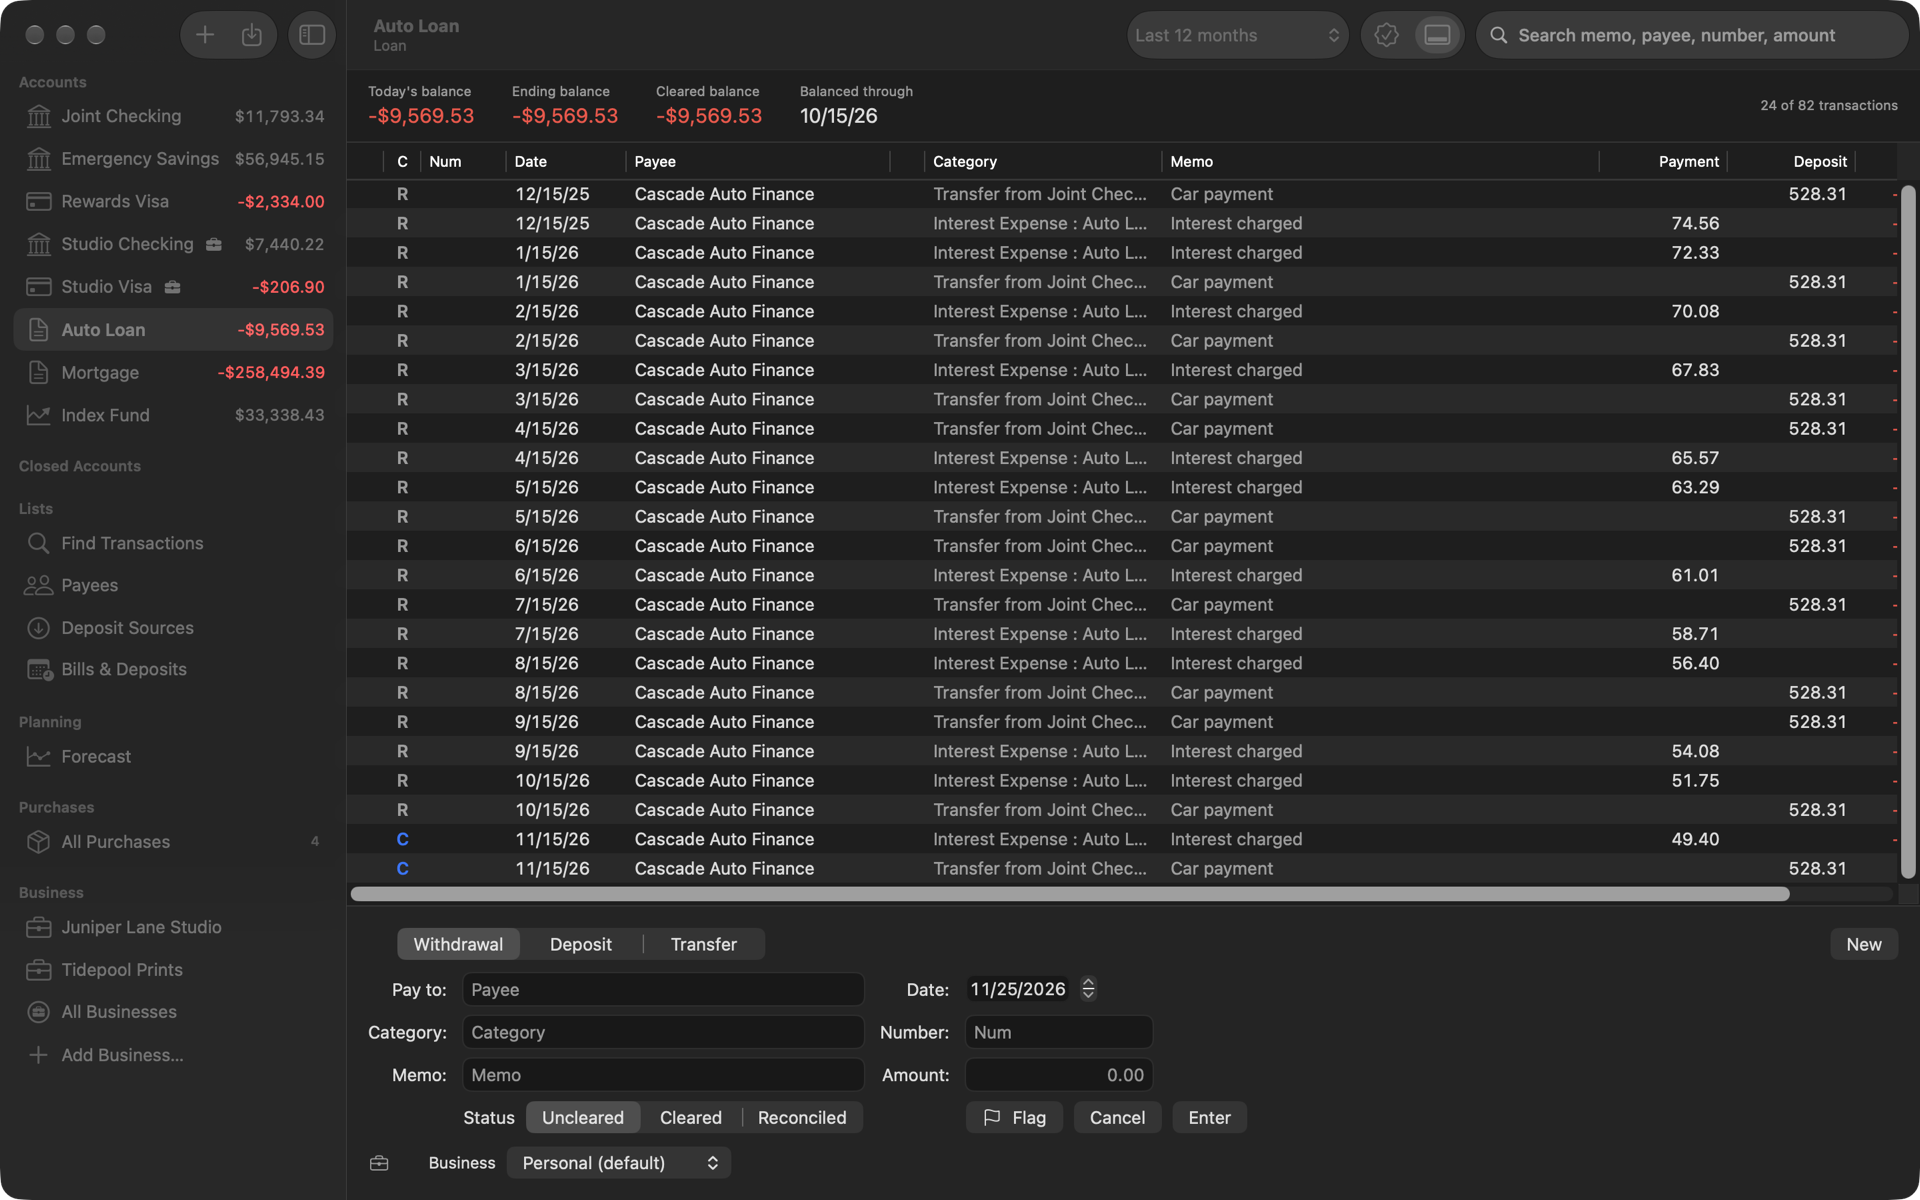 Accounts
Joint Checking $11,793.34
Emergency Savings $56,945.15
Rewards Visa -$2,334.00
Studio Checking $7,440.22
Studio Visa -$206.90
Auto Loan -$9,569.53
Mortgage -$258,494.39
Index Fund $33,338.43
Closed Accounts
Lists
Find Transactions
Payees
Deposit Sources
Bills & Deposits
Planning
Forecast
Purchases
All Purchases 4
Business
Juniper Lane Studio
Tidepool Prints
All Businesses
Add Business...
Auto Loan
Loan
Last 12 months
Search memo, payee, number, amount
Today's balance Ending balance Cleared balance Balanced through
-$9,569.53 -$9,569.53 -$9,569.53 10/15/26
24 of 82 transactions
C Num Date Payee Category Memo Payment Deposit
R 12/15/25 Cascade Auto Finance Transfer from Joint Chec... Car payment 528.31 -
R 12/15/25 Cascade Auto Finance Interest Expense : Auto L... Interest charged 74.56 -
R 1/15/26 Cascade Auto Finance Interest Expense : Auto L... Interest charged 72.33 -
R 1/15/26 Cascade Auto Finance Transfer from Joint Chec... Car payment 528.31 -
R 2/15/26 Cascade Auto Finance Interest Expense : Auto L... Interest charged 70.08 -
R 2/15/26 Cascade Auto Finance Transfer from Joint Chec... Car payment 528.31 -
R 3/15/26 Cascade Auto Finance Interest Expense : Auto L... Interest charged 67.83 -
R 3/15/26 Cascade Auto Finance Transfer from Joint Chec... Car payment 528.31 -
R 4/15/26 Cascade Auto Finance Transfer from Joint Chec... Car payment 528.31 -
R 4/15/26 Cascade Auto Finance Interest Expense : Auto L... Interest charged 65.57 -
R 5/15/26 Cascade Auto Finance Interest Expense : Auto L... Interest charged 63.29 -
R 5/15/26 Cascade Auto Finance Transfer from Joint Chec... Car payment 528.31 -
R 6/15/26 Cascade Auto Finance Transfer from Joint Chec... Car payment 528.31 -
R 6/15/26 Cascade Auto Finance Interest Expense : Auto L... Interest charged 61.01 -
R 7/15/26 Cascade Auto Finance Transfer from Joint Chec... Car payment 528.31 -
R 7/15/26 Cascade Auto Finance Interest Expense : Auto L... Interest charged 58.71 -
R 8/15/26 Cascade Auto Finance Interest Expense : Auto L... Interest charged 56.40 -
R 8/15/26 Cascade Auto Finance Transfer from Joint Chec... Car payment 528.31 -
R 9/15/26 Cascade Auto Finance Transfer from Joint Chec... Car payment 528.31 -
R 9/15/26 Cascade Auto Finance Interest Expense : Auto L... Interest charged 54.08 -
R 10/15/26 Cascade Auto Finance Interest Expense : Auto L... Interest charged 51.75 -
R 10/15/26 Cascade Auto Finance Transfer from Joint Chec... Car payment 528.31 -
C 11/15/26 Cascade Auto Finance Interest Expense : Auto L... Interest charged 49.40 -
C 11/15/26 Cascade Auto Finance Transfer from Joint Chec... Car payment 528.31 -
Withdrawal Deposit Transfer New
Pay to: Payee Date: 11/25/2026
Category: Category Number: Num
Memo: Memo Amount: 0.00
Status Uncleared Cleared Reconciled Flag Cancel Enter
Business Personal (default)